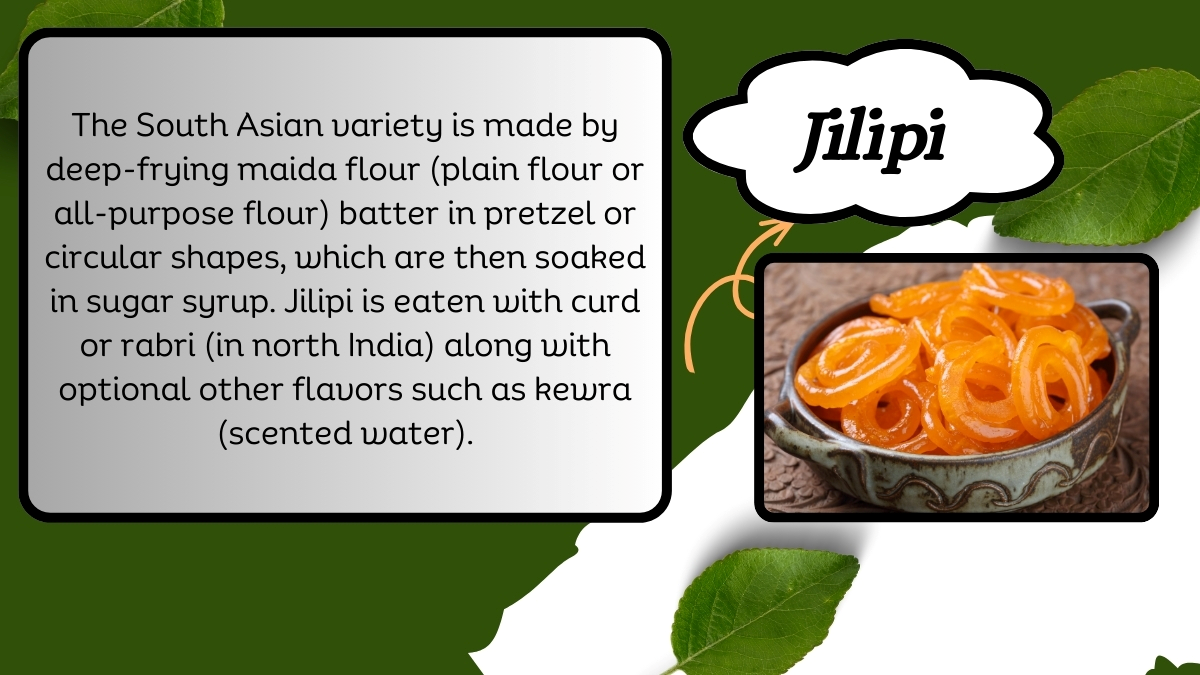 The South Asian variety is made by
deep-frying maida flour (plain flour or
all-purpose flour) batter in pretzel or
circular shapes, which are then soaked
in sugar syrup. Jilipi is eaten with curd
or rabri (in north India) along with
optional other flavors such as kewra
(scented water).
Jilipi